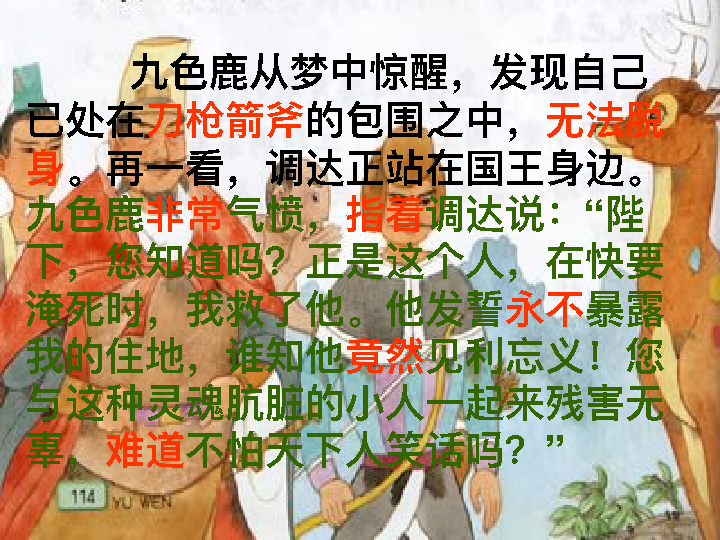 九色鹿从梦中惊醒，发现自己
已处在刀枪箭斧的包围之中，无法脱
身。再一看，调达正站在国王身边。
九色鹿非常气愤，指着调达说：“陛
下，您知道吗？正是这个人，在快要
淹死时，我救了他。他发誓永不暴露
我的住地，谁知他竟然见利忘义！您
与这种灵魂肮脏的小人一起来残害无
辜，难道不怕天下人笑话吗？”
114 YU WEN